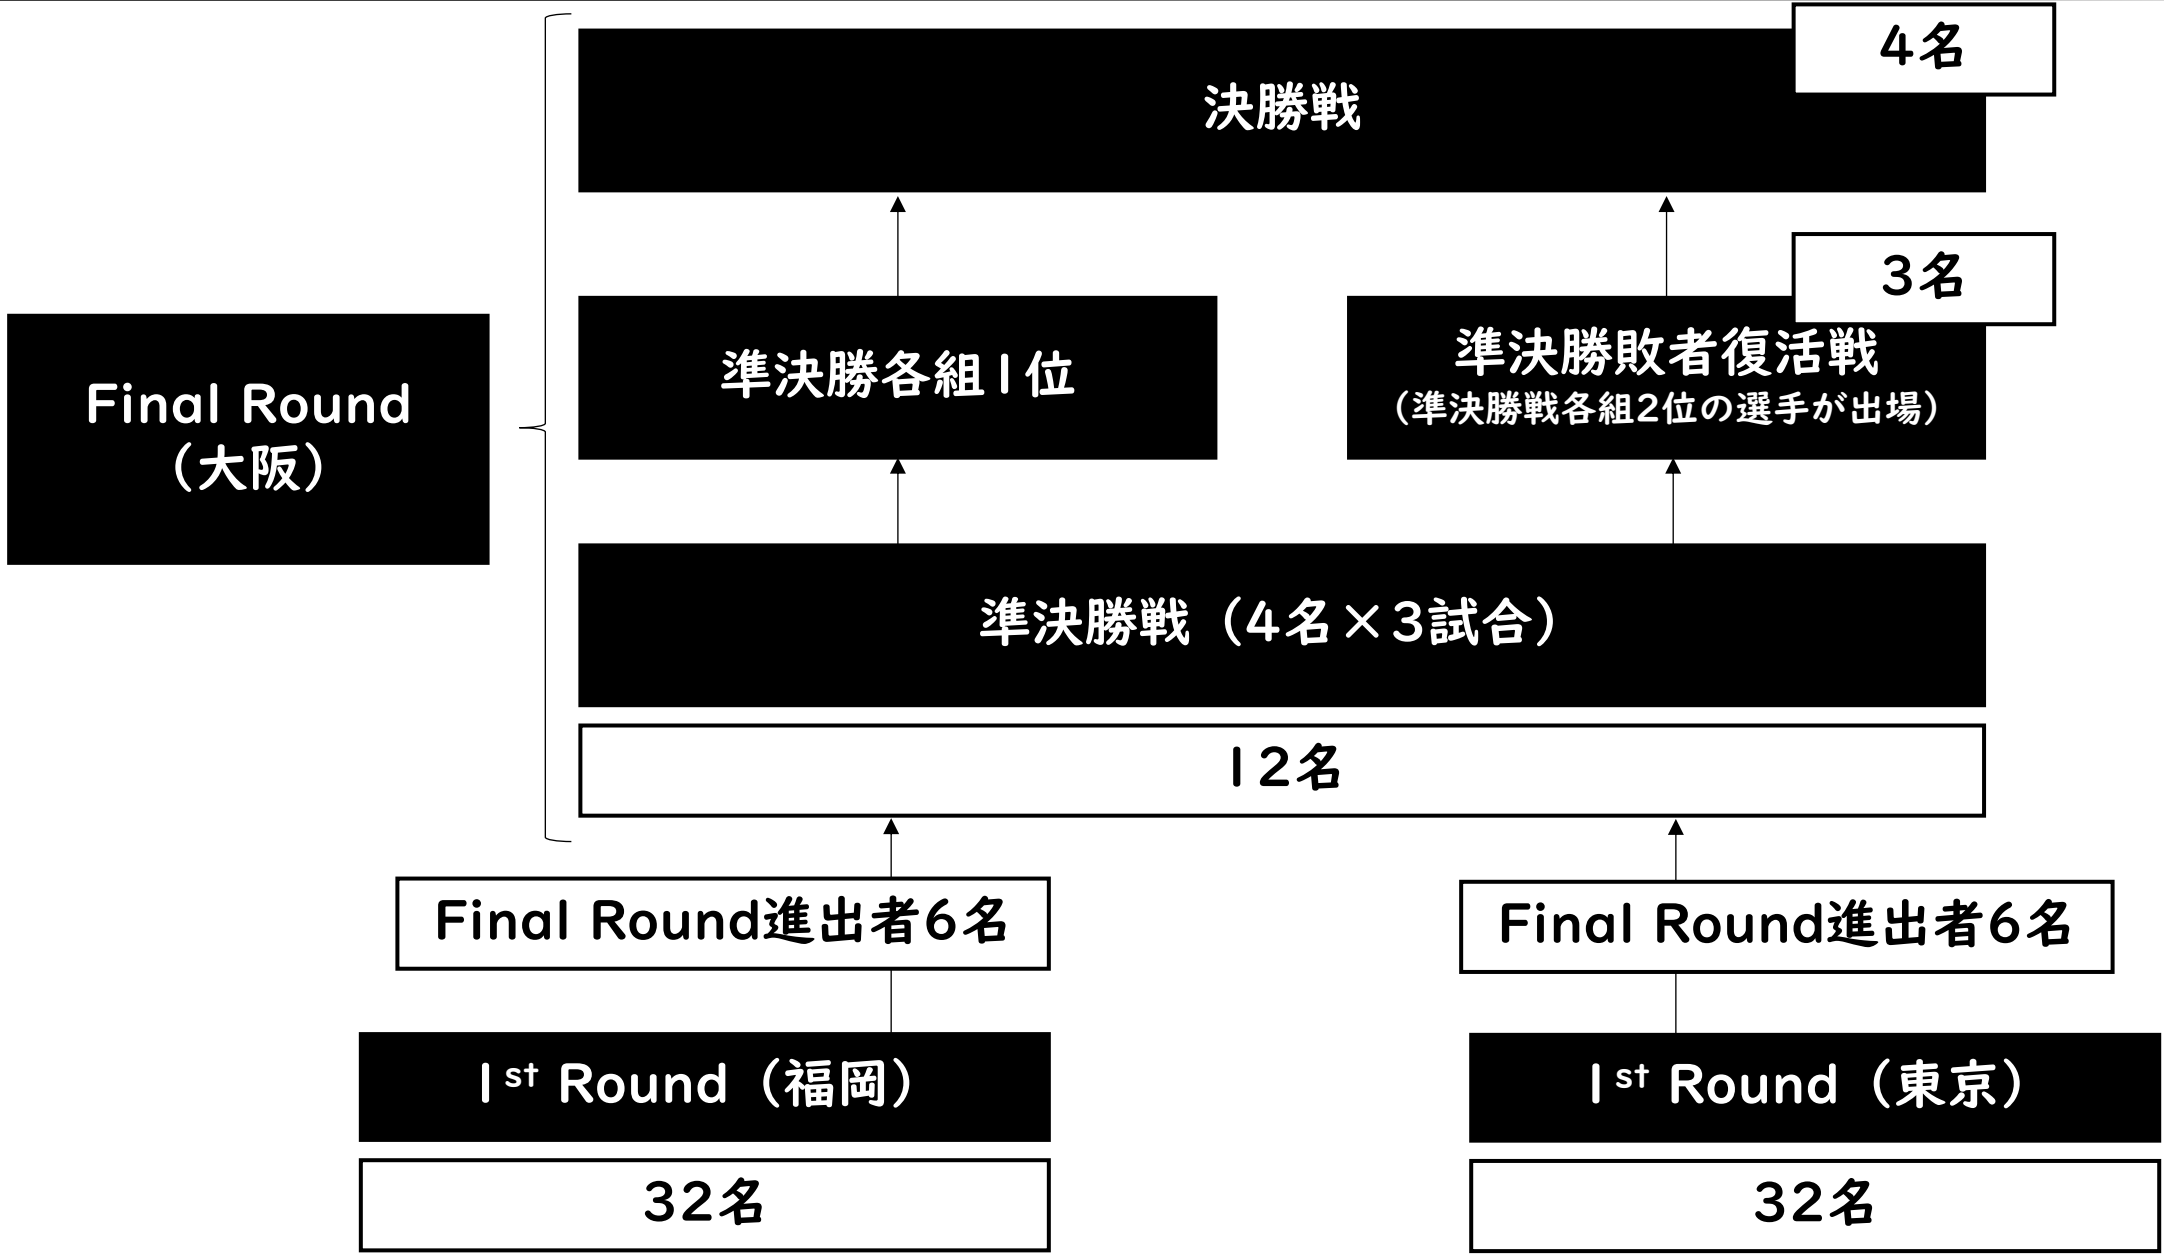 4名
決勝戦
3名
準決勝各組1位
準決勝敗者復活戦
（準決勝戦各組2位の選手が出場）
Final Round
（大阪）
準決勝戦（4名×3試合）
12名
Final Round進出者6名
Final Round進出者6名
1st Round（福岡）
1st Round（東京）
32名
32名